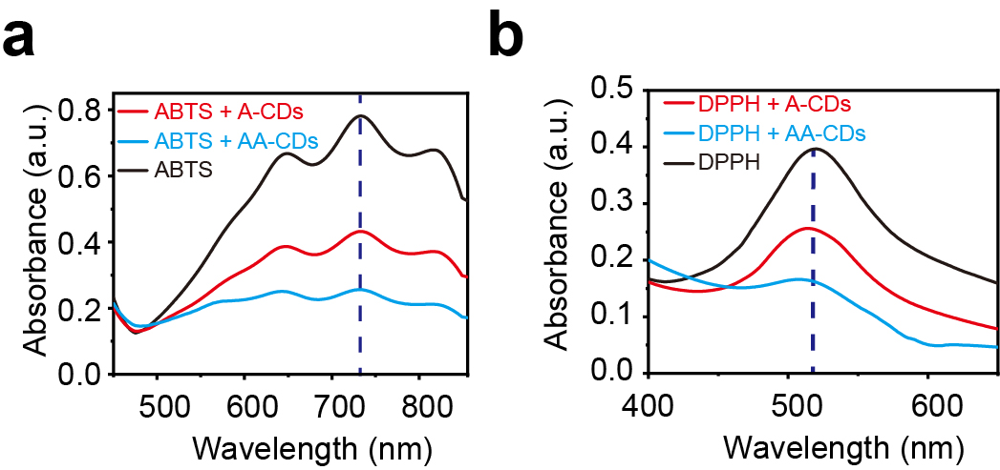 a
ABTS + A-CDs
ABTS + AA-CDs
ABTS
0.8
0.6
0.4
0.2
0.0
500
600
700
800
Absorbance (a.u.)
Wavelength (nm)
b
DPPH + A-CDs
DPPH + AA-CDs
DPPH
0.5
0.4
0.3
0.2
0.1
0.0
400
500
600
Absorbance (a.u.)
Wavelength (nm)